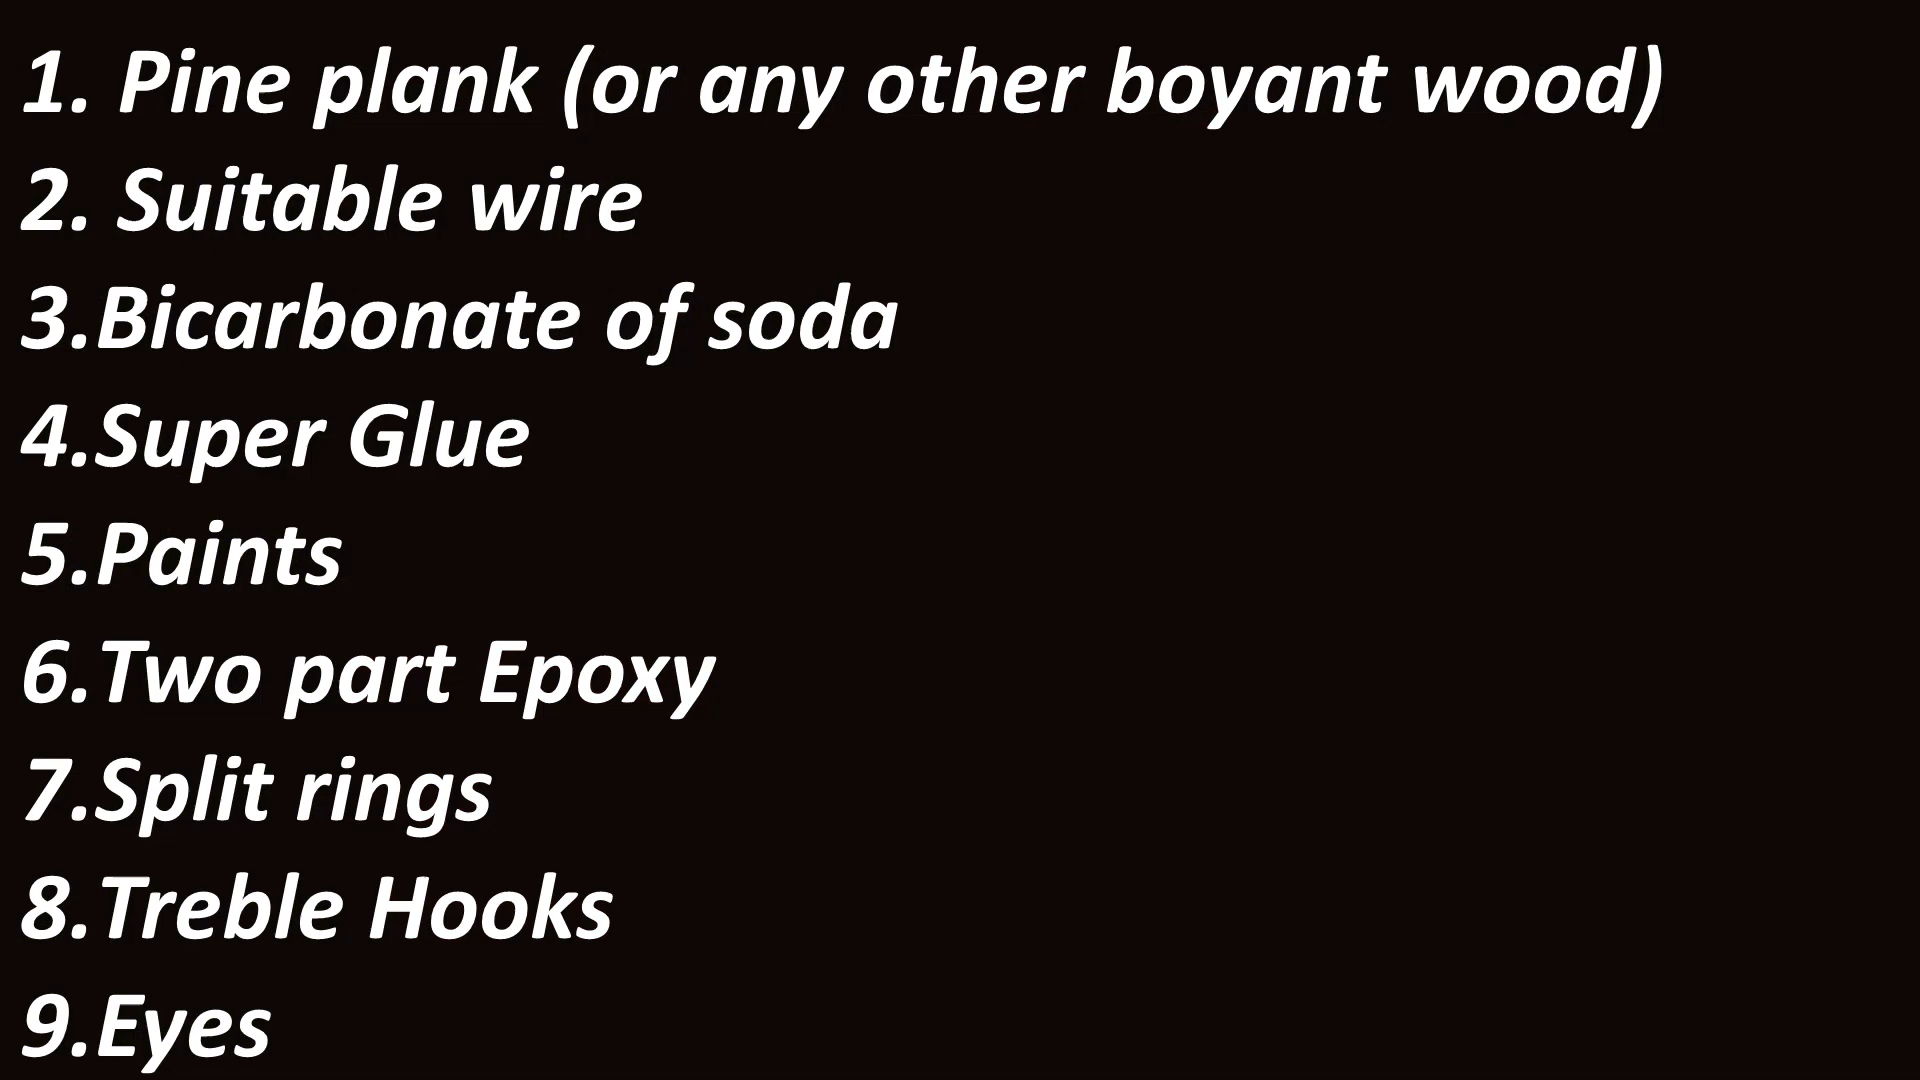 1. Pine plank (or any other boyant wood)
2. Suitable wire
3.Bicarbonate of soda
4.Super Glue
5.Paints
6.Two part Epoxy
7.Split rings
8.Treble Hooks
9.Eyes